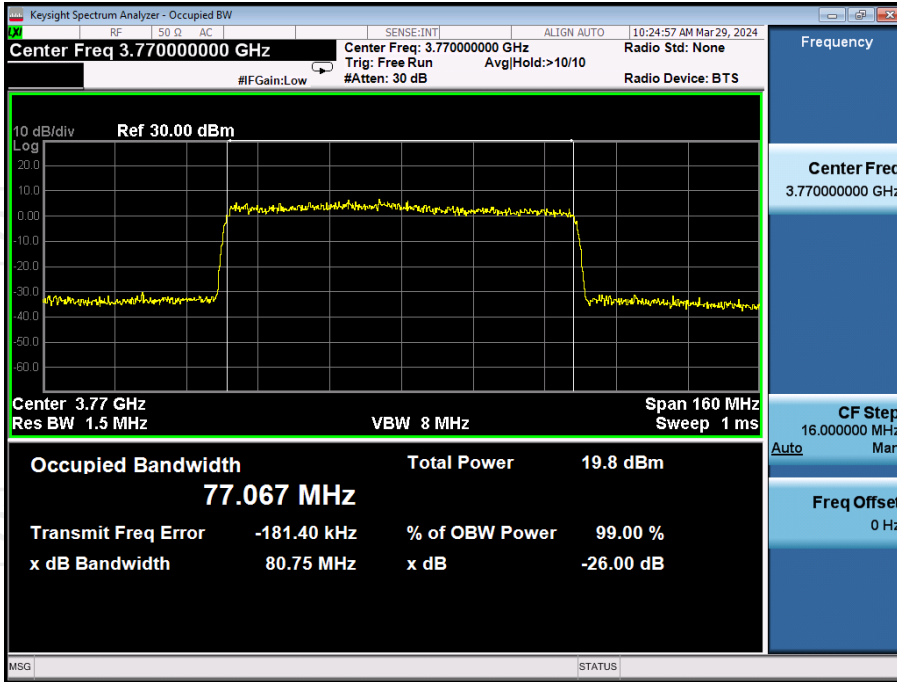 Keysight Spectrum Analyzer - Occupied BW
LXI RF 50 Ω AC SENSE:INT ALIGN AUTO 10:24:57 AM Mar 29, 2024
Center Freq 3.770000000 GHz
Center Freq: 3.770000000 GHz
Radio Std: None
Trig: Free Run Avg|Hold:>10/10
#IFGain:Low
#Atten: 30 dB
Radio Device: BTS
10 dB/div Ref 30.00 dBm
Log
20.0
10.0
0.00
-10.0
-20.0
-30.0
-40.0
-50.0
-60.0
Center 3.77 GHz Span 160 MHz
Res BW 1.5 MHz VBW 8 MHz Sweep 1 ms
Occupied Bandwidth Total Power 19.8 dBm
77.067 MHz
Transmit Freq Error -181.40 kHz % of OBW Power 99.00 %
x dB Bandwidth 80.75 MHz x dB -26.00 dB
MSG STATUS
Frequency
Center Freq
3.770000000 GHz
CF Step
16.000000 MHz
Auto Man
Freq Offset
0 Hz